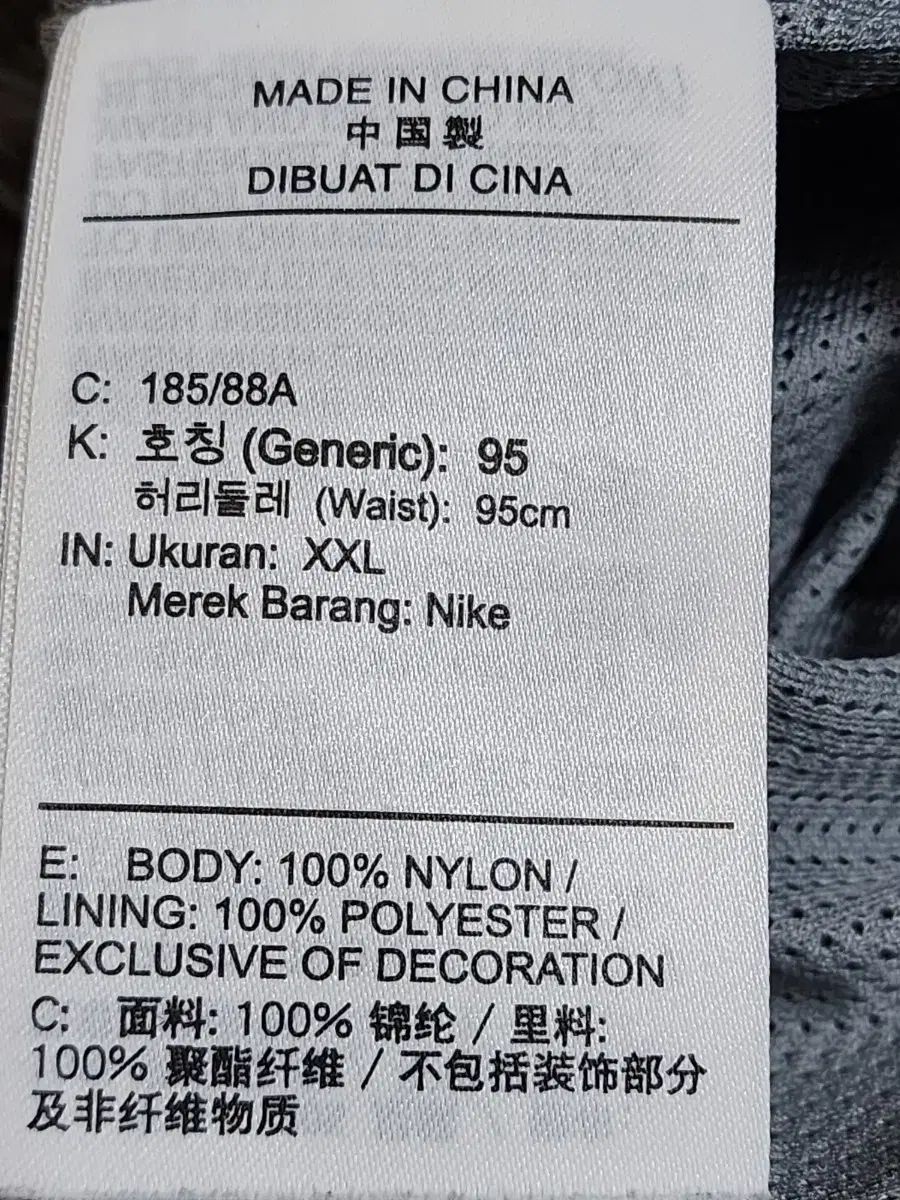 MADE IN CHINA
中国製
DIBUAT DI CINA
C: 185/88A
K: 호칭 (Generic): 95
허리둘레 (Waist): 95cm
IN: Ukuran: XXL
Merek Barang: Nike
E: BODY: 100% NYLON /
LINING: 100% POLYESTER /
EXCLUSIVE OF DECORATION
C: 面料: 100% 锦纶 / 里料:
100% 聚酯纤维 / 不包括装饰部分
及非纤维物质